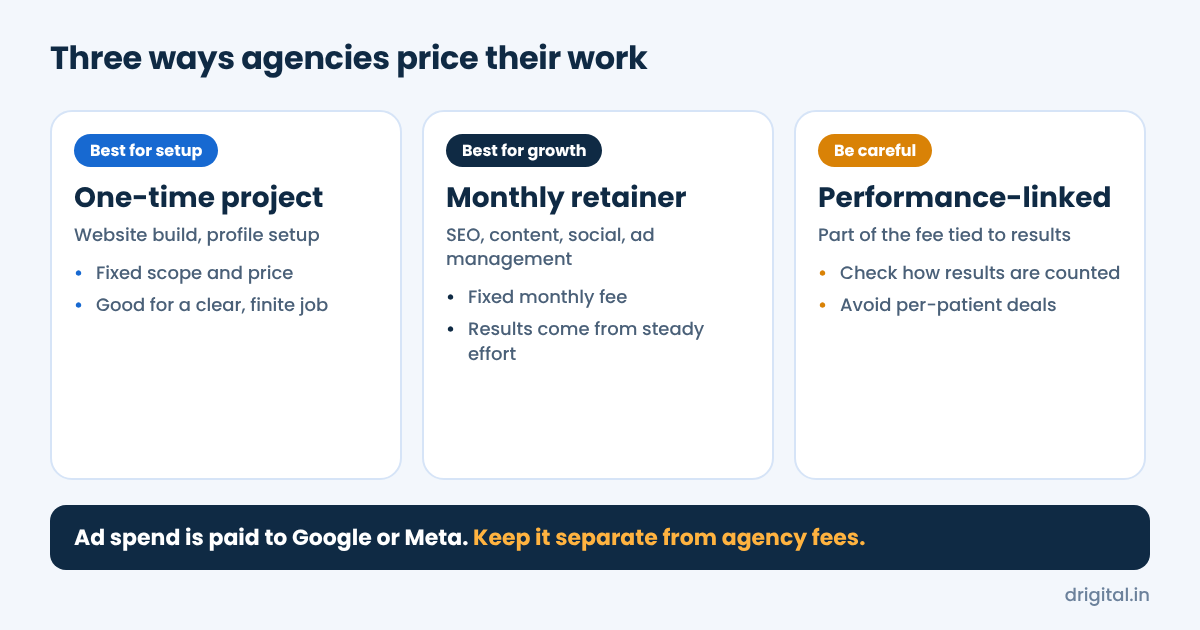 Three ways agencies price their work
Best for setup
One-time project
Website build, profile setup
• Fixed scope and price
• Good for a clear, finite job
Best for growth
Monthly retainer
SEO, content, social, ad
management
• Fixed monthly fee
• Results come from steady
effort
Be careful
Performance-linked
Part of the fee tied to results
• Check how results are counted
• Avoid per-patient deals
Ad spend is paid to Google or Meta. Keep it separate from agency fees.
drigital.in